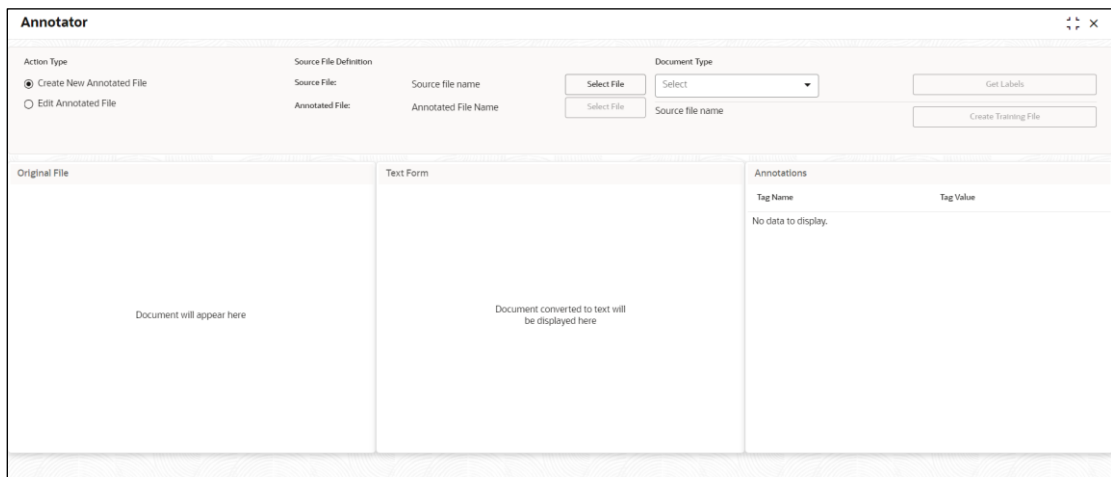 Annotator
Action Type
Create New Annotated File
Edit Annotated File
Source File Definition
Source File:
Source file name
Select File
Annotated File:
Annotated File Name
Select File
Document Type
Select
Source file name
Get Labels
Create Training File
Original File
Document will appear here
Text Form
Document converted to text will
be displayed here
Annotations
Tag Name
Tag Value
No data to display.